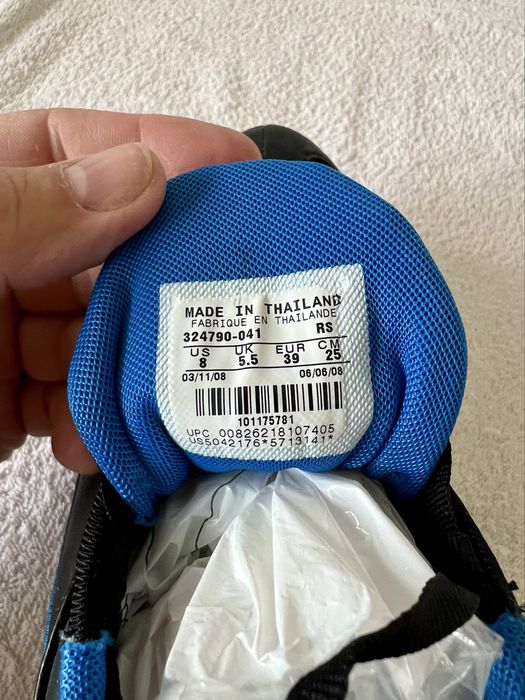 MADE IN THAILAND
FABRIQUE EN THAILANDE
324790-041 RS
US UK EUR CM
8 5.5 39 25
03/11/08 06/06/08
101175781
UPC 00826218107405
US5042176*5713141*